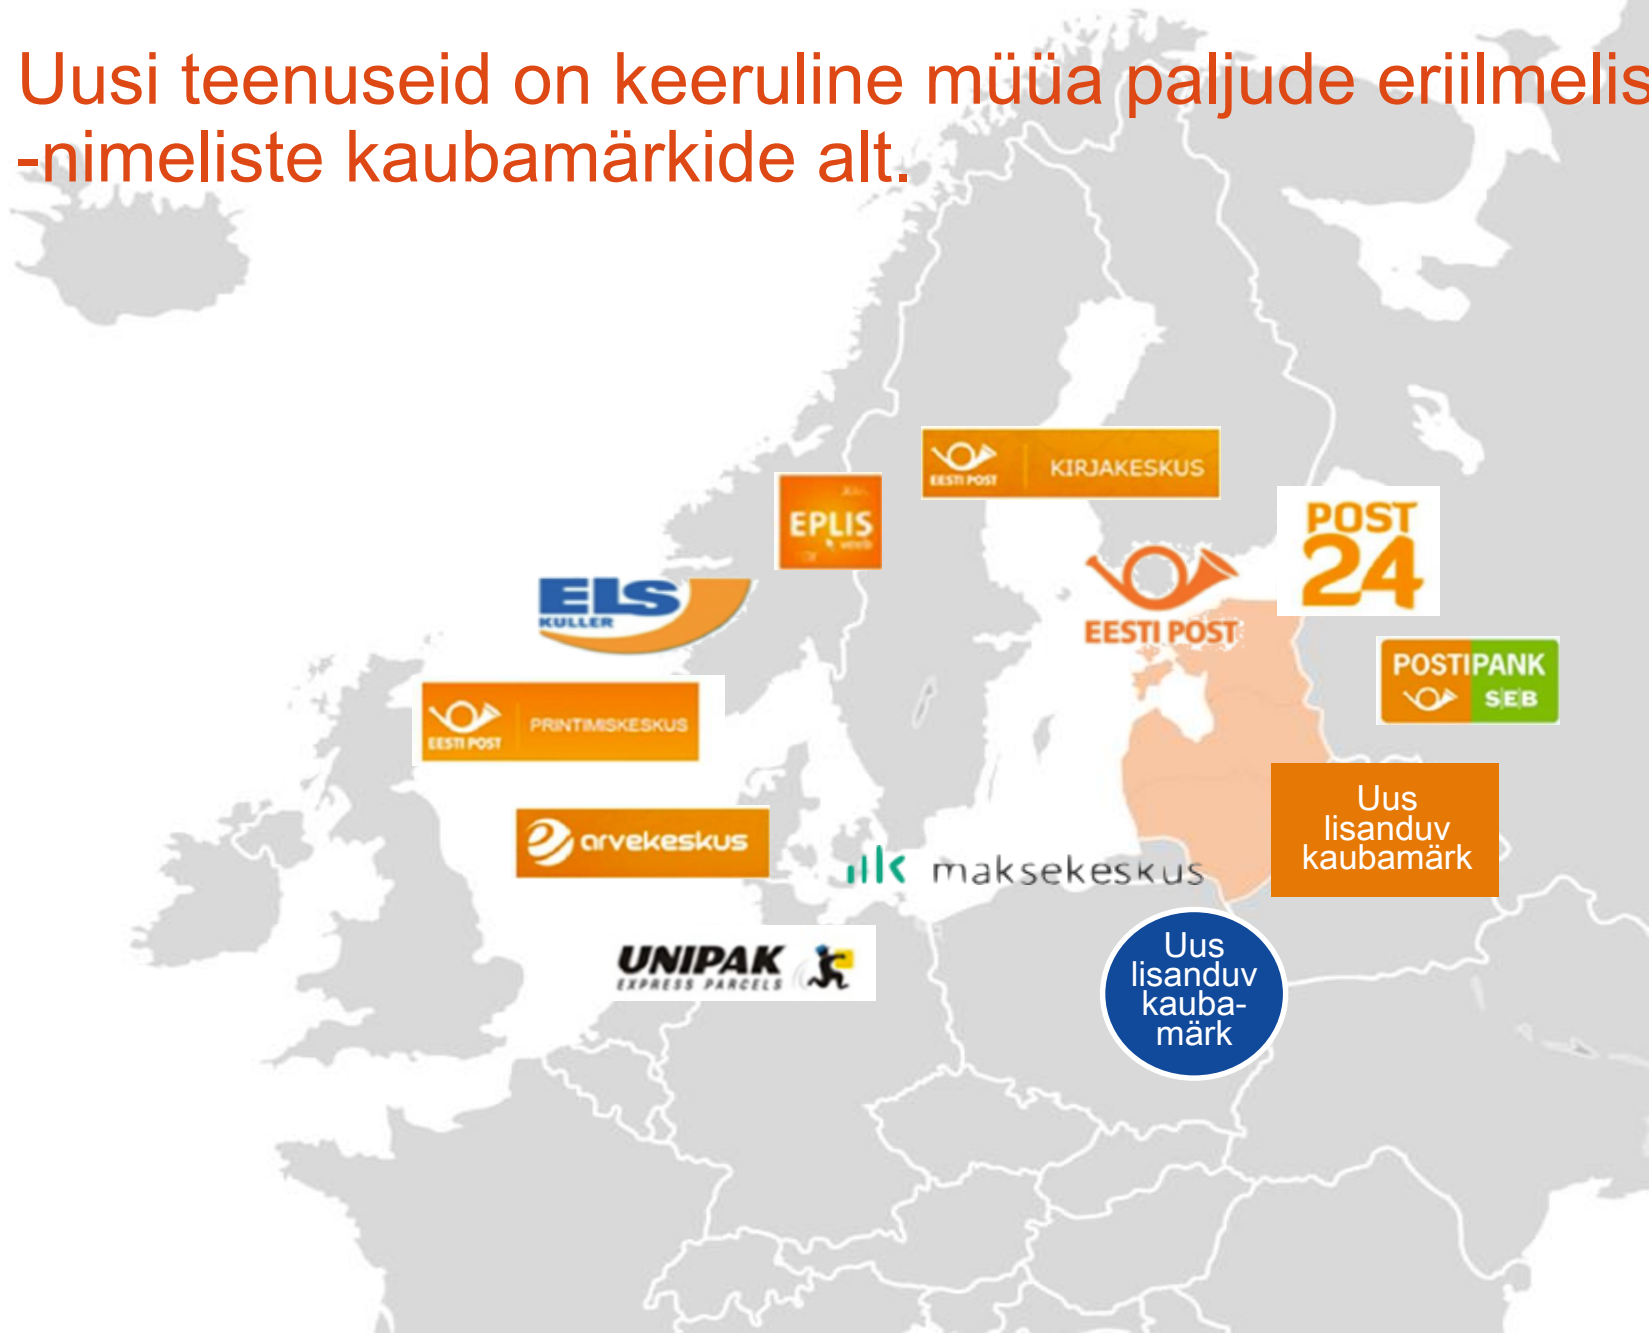 Uusi teenuseid on keeruline müüa paljude eriilmelis
-nimeliste kaubamärkide alt.
EESTI POST
KIRJAKESKUS
EPLIS
veeb
POST
24
ELS
KULLER
EESTI POST
POSTIPANK
SEB
EESTI POST
PRINTIMISKESKUS
Uus
lisanduv
kaubamärk
arvekeskus
maksekeskus
UNIPAK
EXPRESS PARCELS
Uus
lisanduv
kauba-
märk